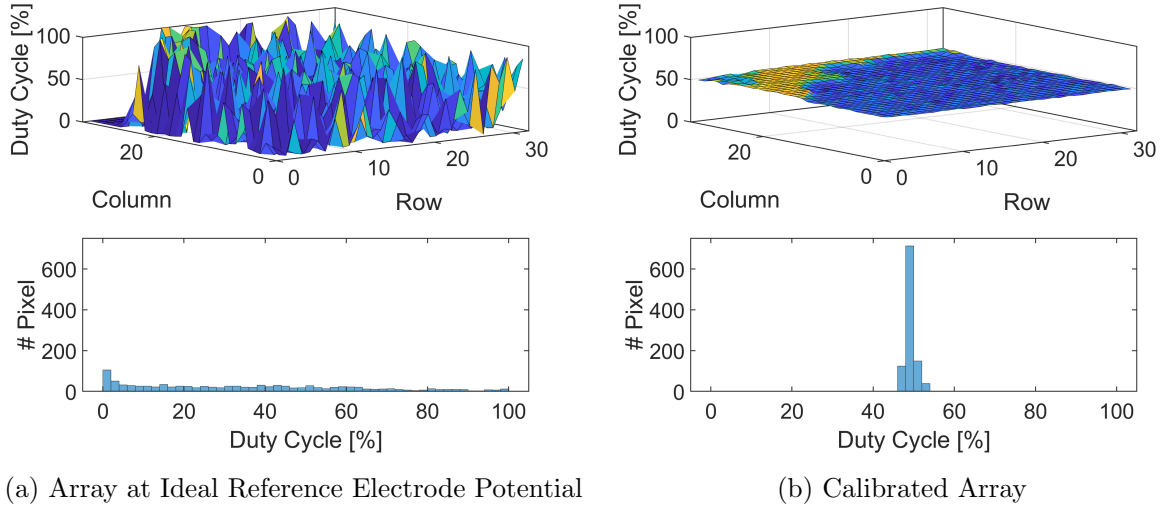 100
50
0
Duty Cycle [%]
20
0
Column
0
10
20
30
Row
100
50
0
Duty Cycle [%]
20
0
Column
0
10
20
30
Row
600
400
200
0
# Pixel
0 20 40 60 80 100
Duty Cycle [%]
600
400
200
0
# Pixel
0 20 40 60 80 100
Duty Cycle [%]
(a) Array at Ideal Reference Electrode Potential
(b) Calibrated Array